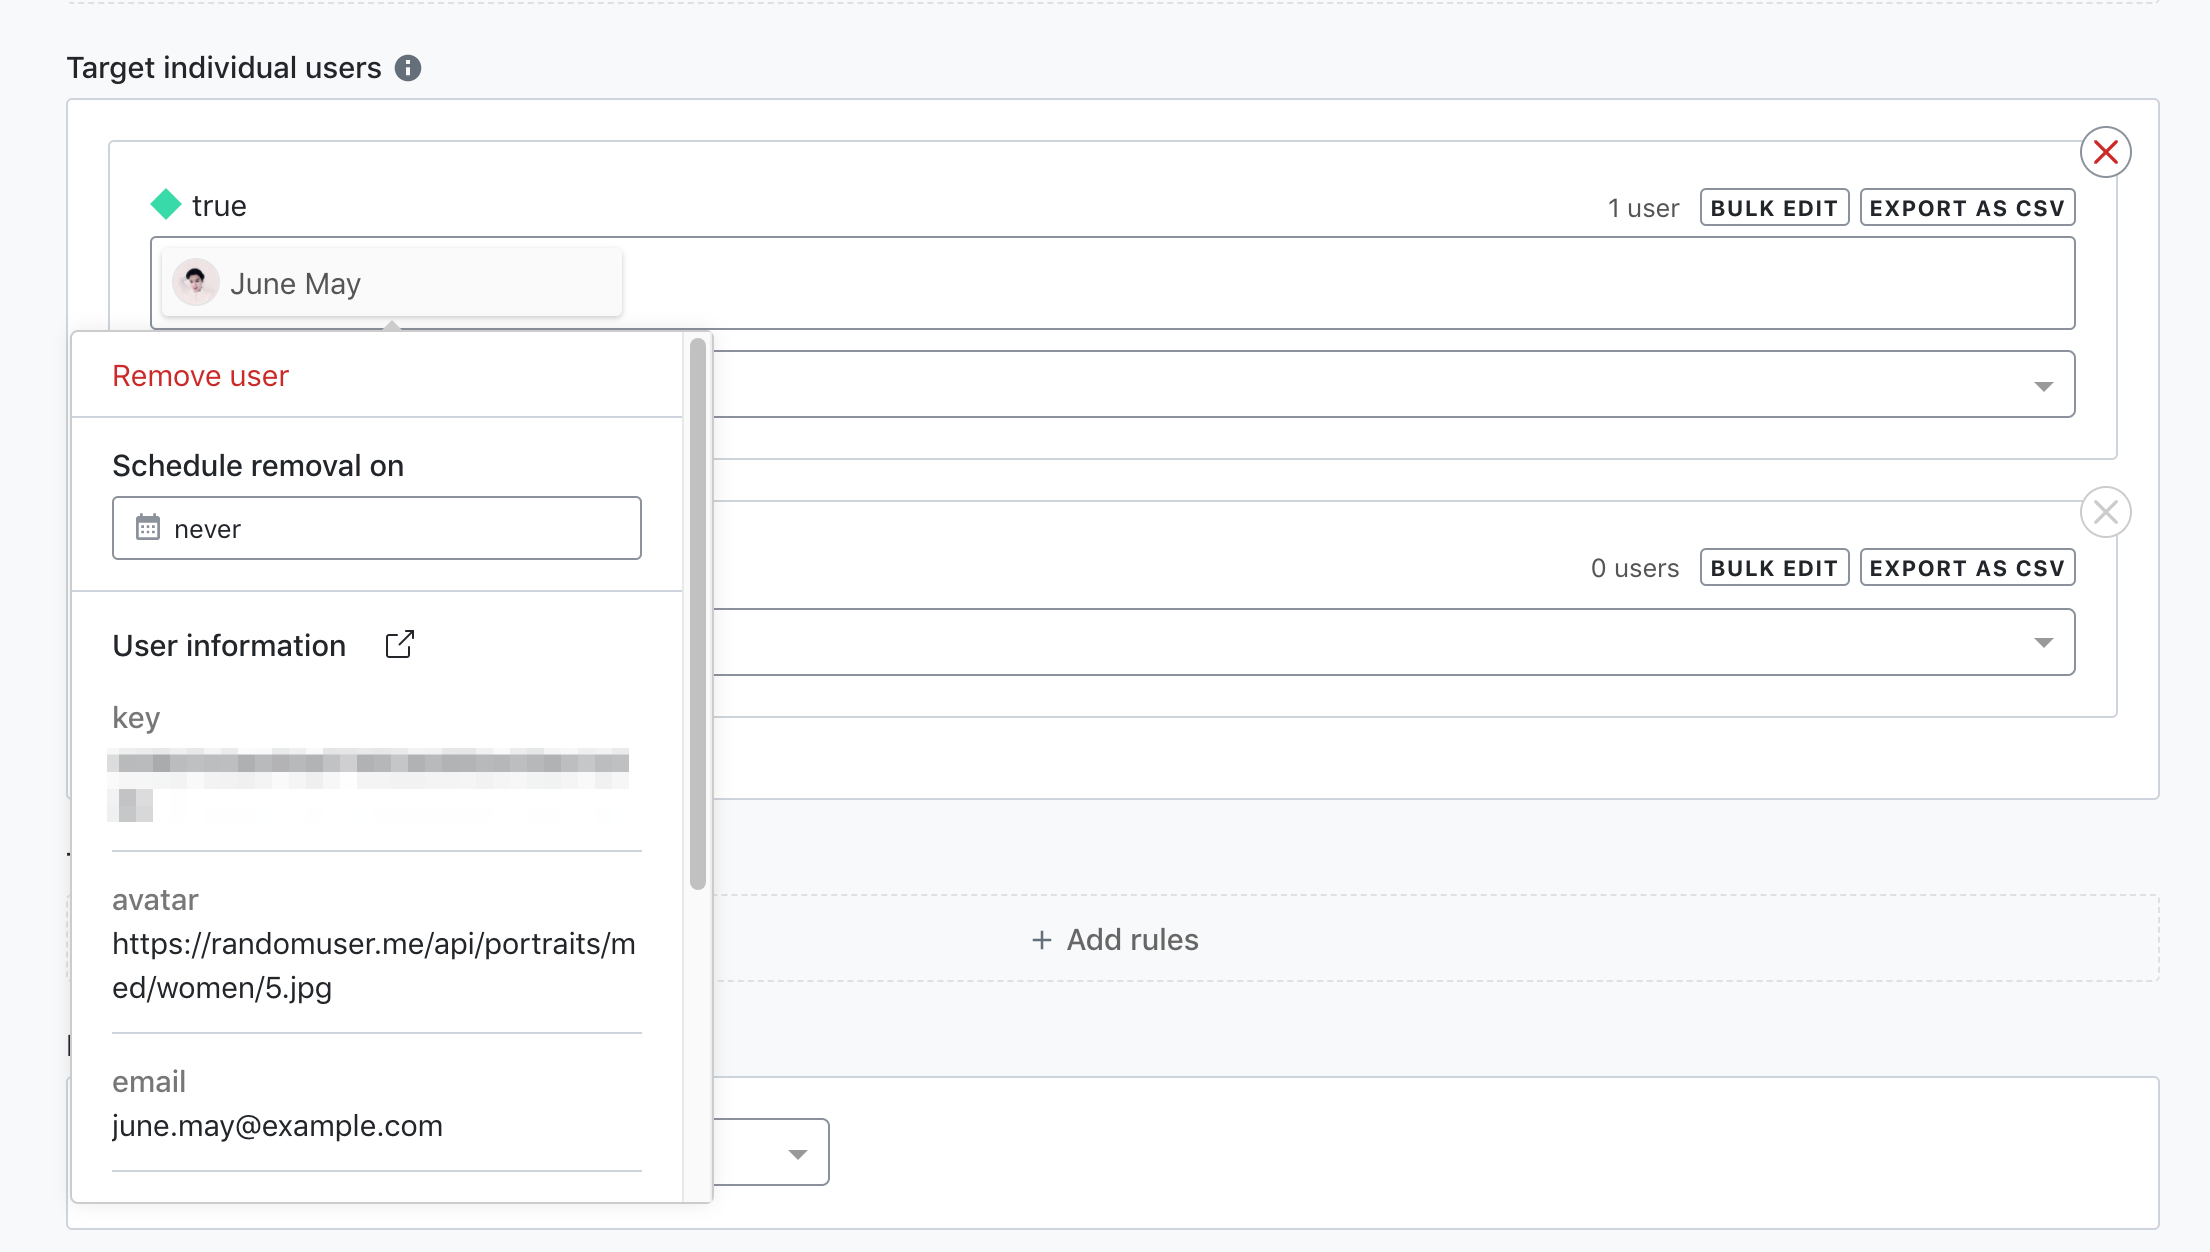 Target individual users
true
1 user
BULK EDIT
EXPORT AS CSV
June May
Remove user
Schedule removal on
never
0 users
BULK EDIT
EXPORT AS CSV
User information
key
avatar
https://randomuser.me/api/portraits/m
ed/women/5.jpg
+ Add rules
email
june.may@example.com